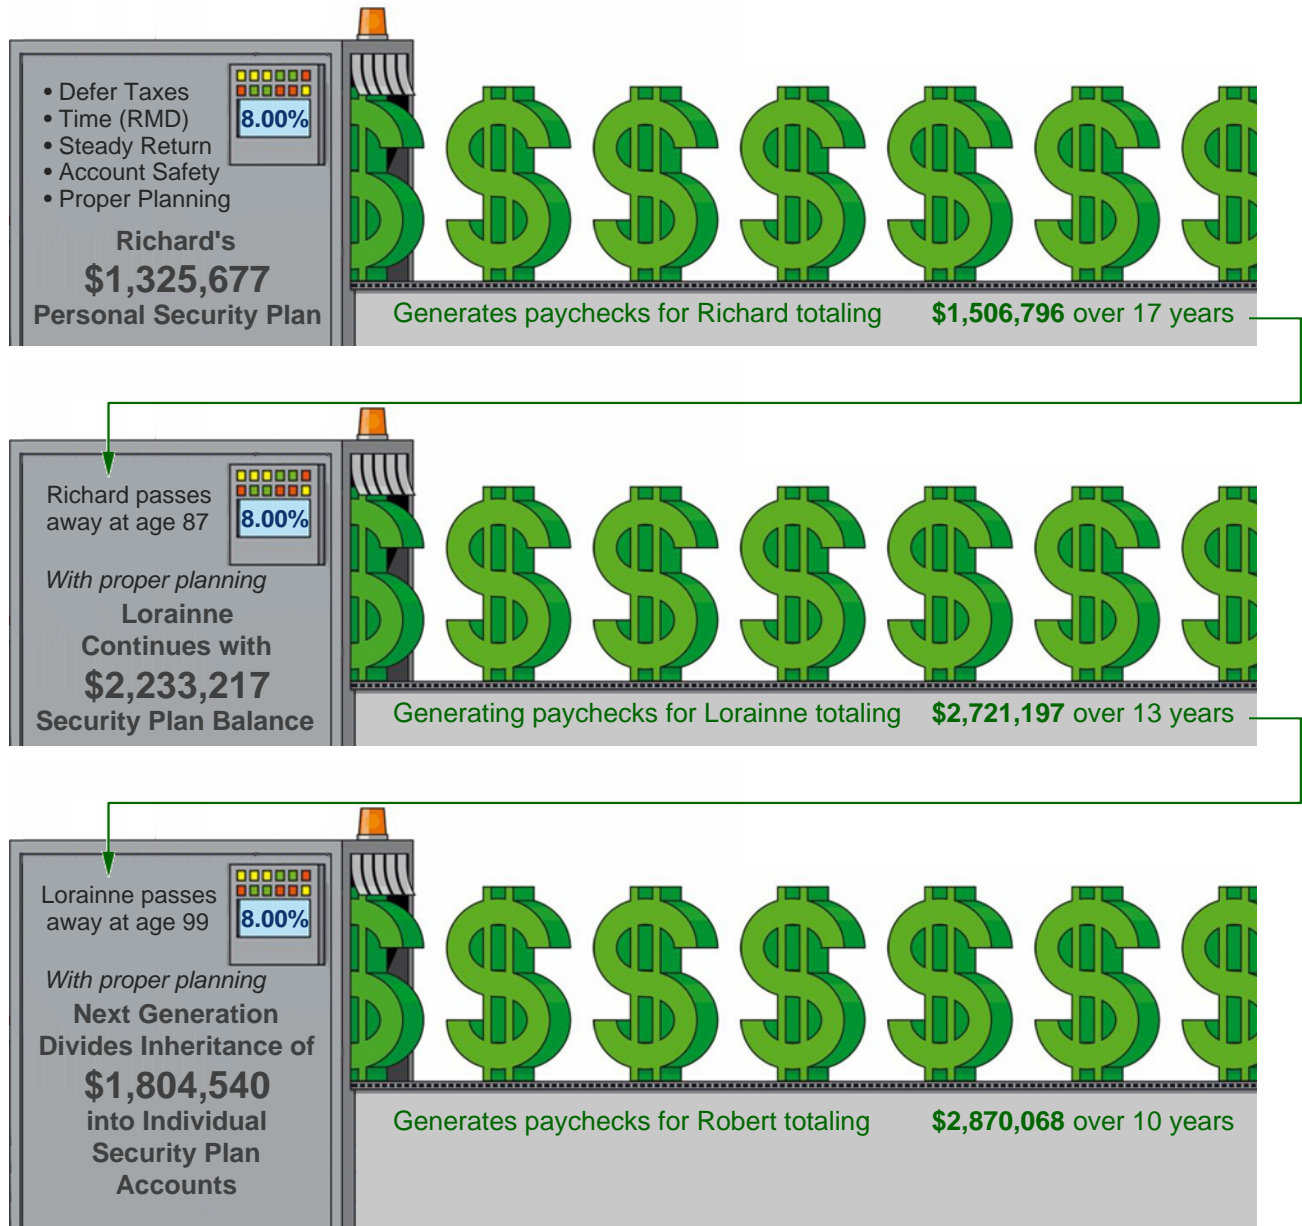 • Defer Taxes
• Time (RMD)
• Steady Return
• Account Safety
• Proper Planning
8.00%
Richard's
$1,325,677
Personal Security Plan
Generates paychecks for Richard totaling $1,506,796 over 17 years
Richard passes
away at age 87
8.00%
With proper planning
Lorainne
Continues with
$2,233,217
Security Plan Balance
Generating paychecks for Lorainne totaling $2,721,197 over 13 years
Lorainne passes
away at age 99
8.00%
With proper planning
Next Generation
Divides Inheritance of
$1,804,540
into Individual
Security Plan
Accounts
Generates paychecks for Robert totaling $2,870,068 over 10 years